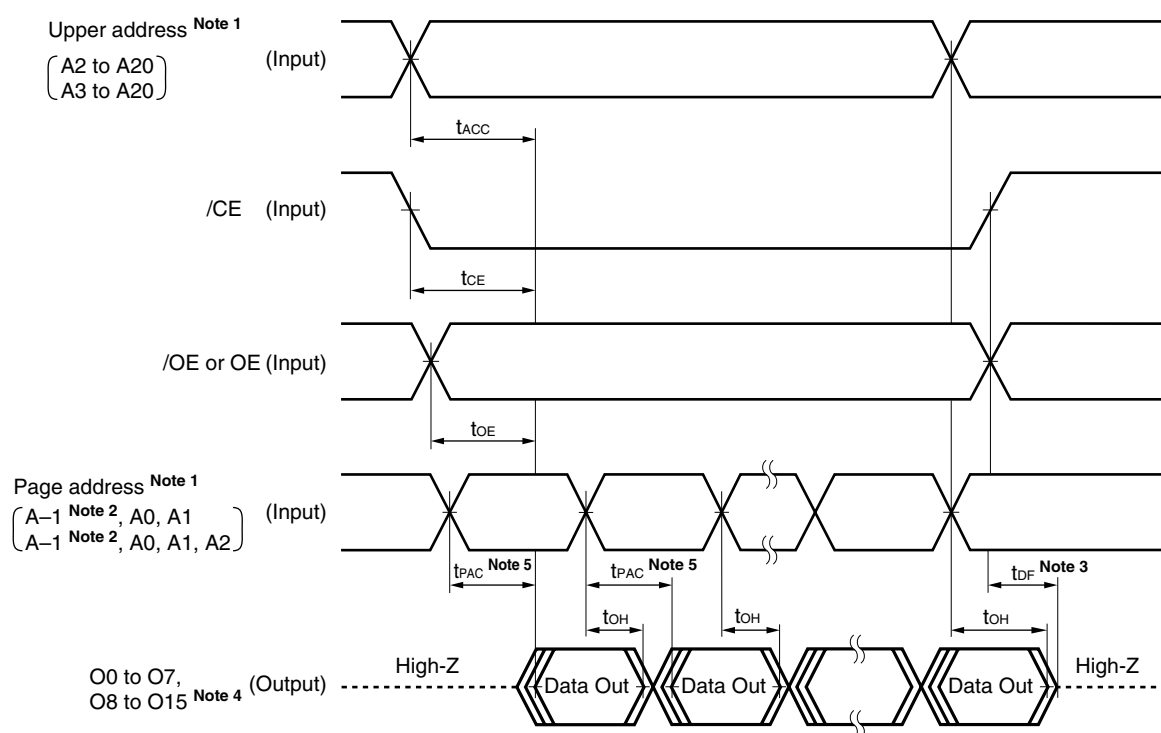 Upper address Note 1
(Input)
A2 to A20
A3 to A20
tACC
/CE (Input)
tCE
/OE or OE (Input)
tOE
Page address Note 1
(Input)
A–1 Note 2, A0, A1
A–1 Note 2, A0, A1, A2
tPAC Note 5
tPAC Note 5
tDF Note 3
tOH
tOH
tOH
O0 to O7,
O8 to O15 Note 4
(Output)
High-Z
Data Out
Data Out
Data Out
High-Z